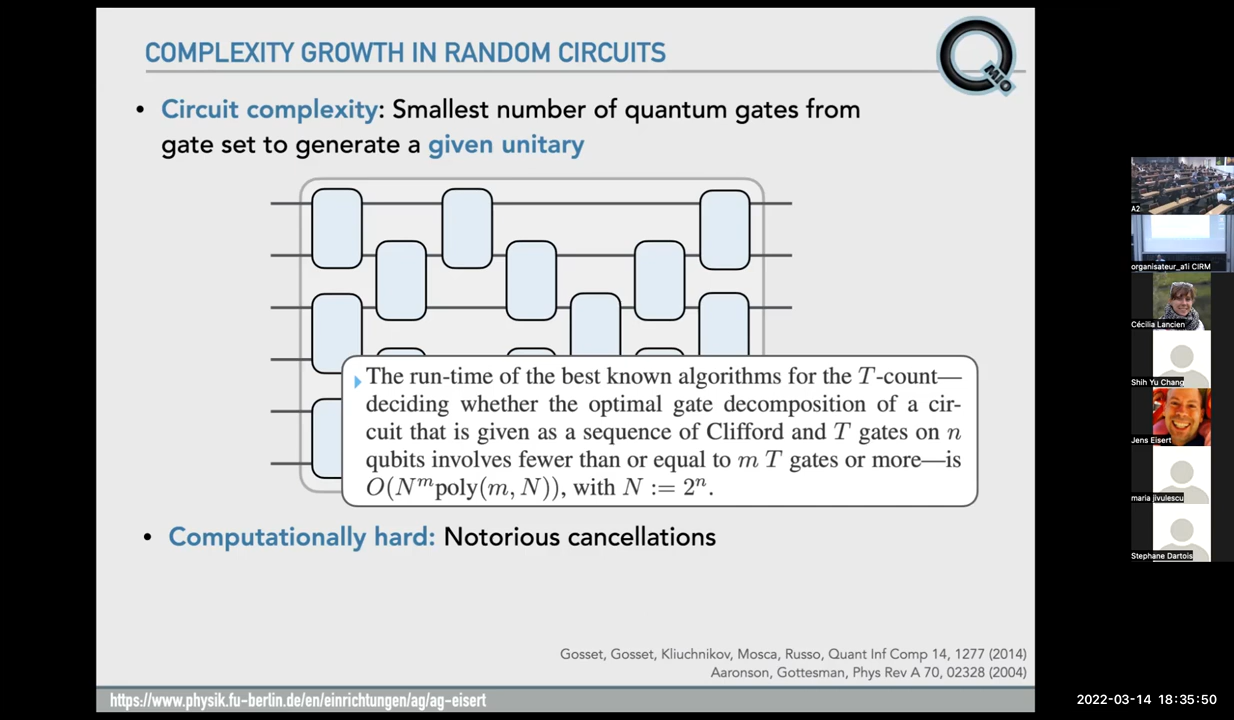 COMPLEXITY GROWTH IN RANDOM CIRCUITS
QMIO
• Circuit complexity: Smallest number of quantum gates from
gate set to generate a given unitary
The run-time of the best known algorithms for the T-count—
deciding whether the optimal gate decomposition of a cir-
cuit that is given as a sequence of Clifford and T gates on n
qubits involves fewer than or equal to m T gates or more—is
O(Nᵐpoly(m, N)), with N := 2ⁿ.
• Computationally hard: Notorious cancellations
Gosset, Gosset, Kliuchnikov, Mosca, Russo, Quant Inf Comp 14, 1277 (2014)
Aaronson, Gottesman, Phys Rev A 70, 02328 (2004)
https://www.physik.fu-berlin.de/en/einrichtungen/ag/ag-eisert
A2
organisateur_a1i CIRM
Cécilia Lancien
Shih Yu Chang
Jens Eisert
maria jivulescu
Stephane Dartois
2022-03-14 18:35:50